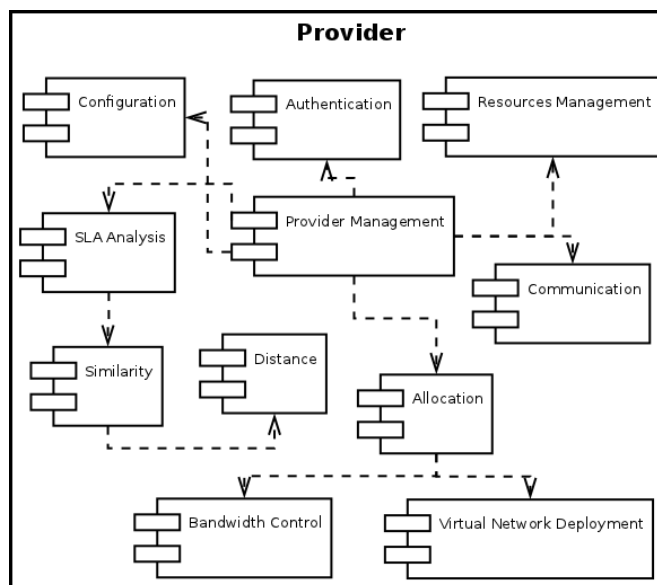 Provider
Configuration
Authentication
Resources Management
SLA Analysis
Provider Management
Communication
Similarity
Distance
Allocation
Bandwidth Control
Virtual Network Deployment